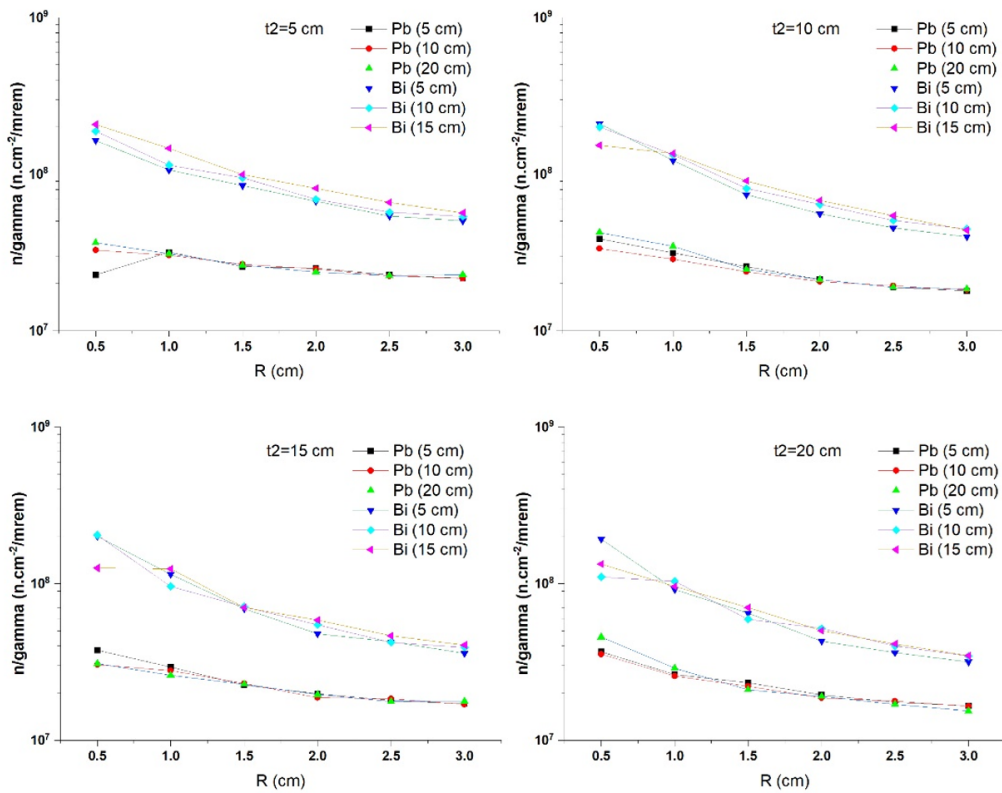 10⁹
t2=5 cm
Pb (5 cm)
Pb (10 cm)
Pb (20 cm)
Bi (5 cm)
Bi (10 cm)
Bi (15 cm)
n/gamma (n.cm⁻²/mrem)
10⁸
10⁷
0.5 1.0 1.5 2.0 2.5 3.0
R (cm)
10⁹
t2=10 cm
Pb (5 cm)
Pb (10 cm)
Pb (20 cm)
Bi (5 cm)
Bi (10 cm)
Bi (15 cm)
n/gamma (n.cm⁻²/mrem)
10⁸
10⁷
0.5 1.0 1.5 2.0 2.5 3.0
R (cm)
10⁹
t2=15 cm
Pb (5 cm)
Pb (10 cm)
Pb (20 cm)
Bi (5 cm)
Bi (10 cm)
Bi (15 cm)
n/gamma (n.cm⁻²/mrem)
10⁸
10⁷
0.5 1.0 1.5 2.0 2.5 3.0
R (cm)
10⁹
t2=20 cm
Pb (5 cm)
Pb (10 cm)
Pb (20 cm)
Bi (5 cm)
Bi (10 cm)
Bi (15 cm)
n/gamma (n.cm⁻²/mrem)
10⁸
10⁷
0.5 1.0 1.5 2.0 2.5 3.0
R (cm)